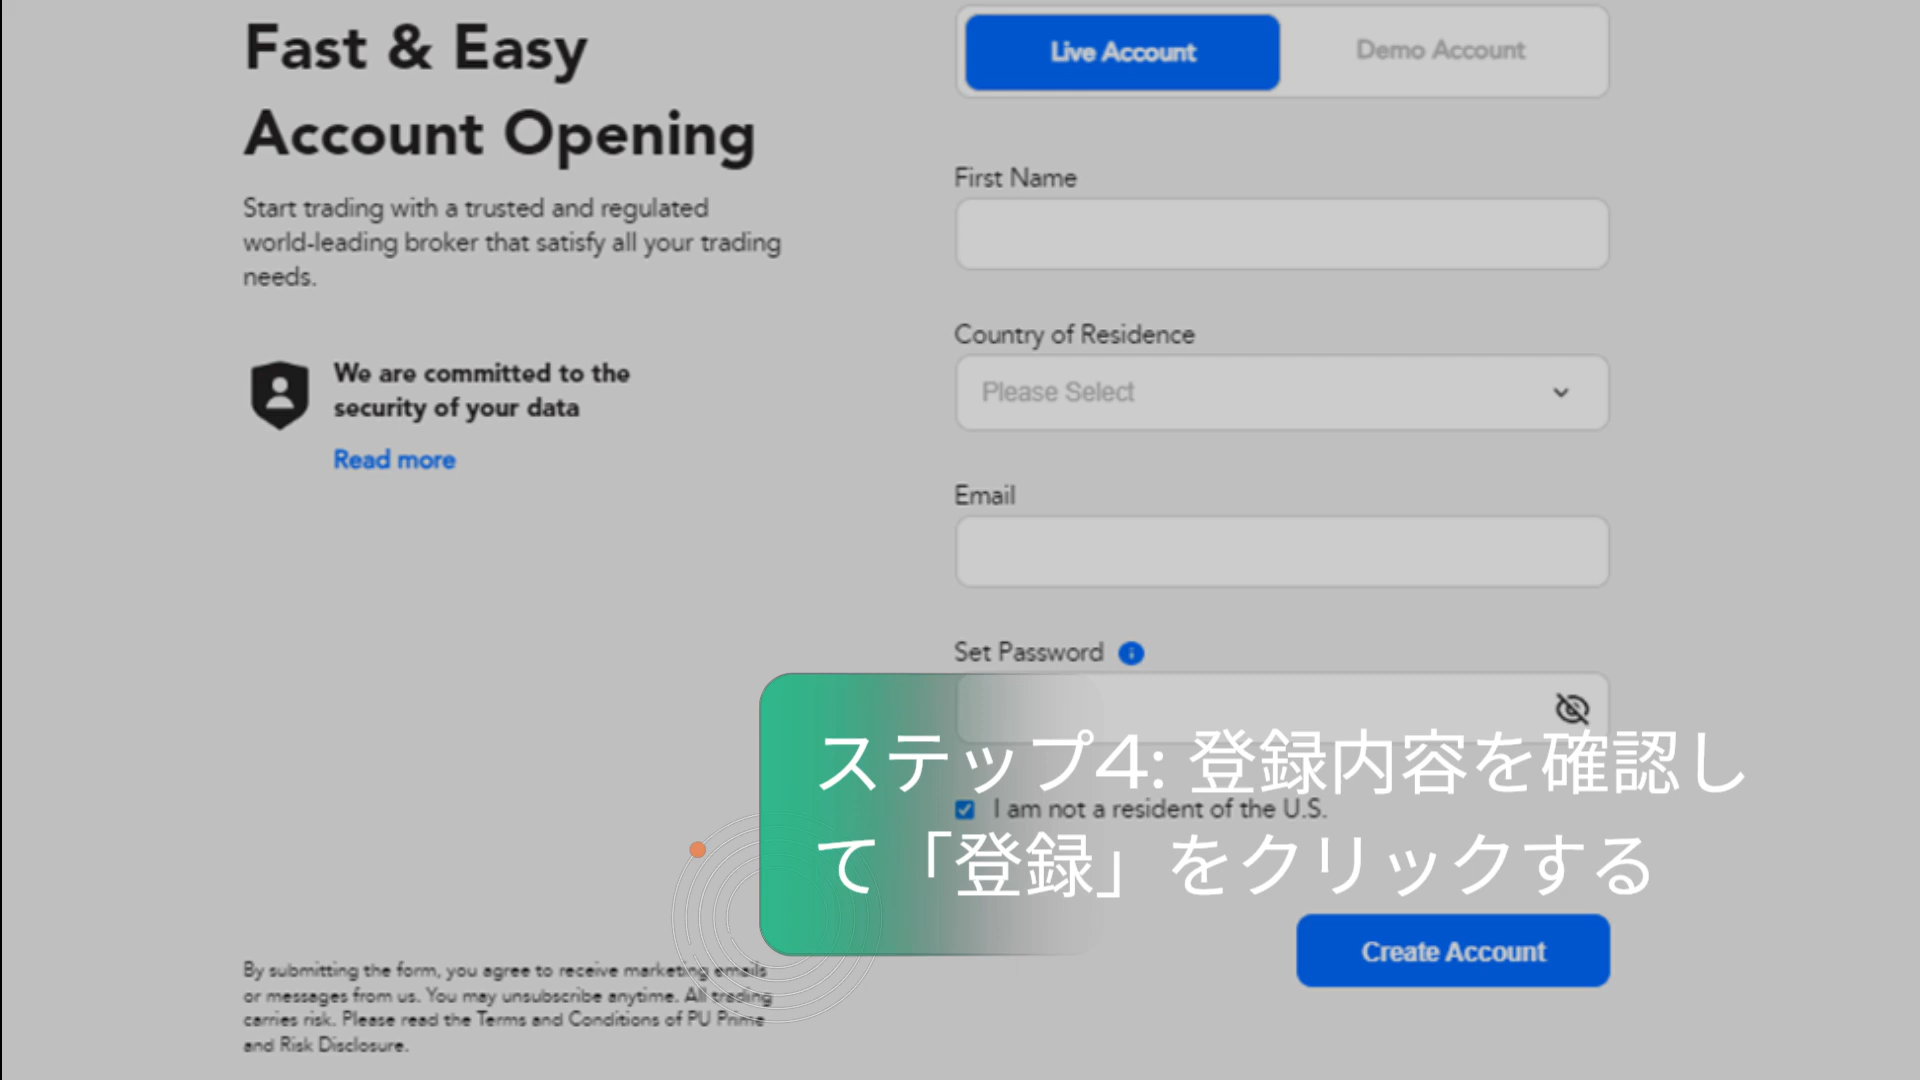 Fast & Easy
Account Opening
Start trading with a trusted and regulated
world-leading broker that satisfy all your trading
needs.
We are committed to the
security of your data
Read more
By submitting the form, you agree to receive marketing emails
or messages from us. You may unsubscribe anytime. All trading
carries risk. Please read the Terms and Conditions of PU Prime
and Risk Disclosure.
Live Account
Demo Account
First Name
Country of Residence
Please Select
Email
Set Password
ステップ4: 登録内容を確認し
I am not a resident of the U.S.
て「登録」をクリックする
Create Account